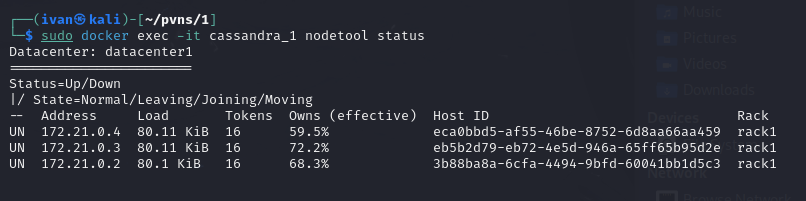 ┌──(ivan㉿kali)-[~/pvns/1]
└─$ sudo docker exec -it cassandra_1 nodetool status
Datacenter: datacenter1
=======================
Status=Up/Down
|/ State=Normal/Leaving/Joining/Moving
--  Address     Load       Tokens  Owns (effective)  Host ID                               Rack
UN  172.21.0.4  80.11 KiB  16      59.5%             eca0bbd5-af55-46be-8752-6d8aa66aa459  rack1
UN  172.21.0.3  80.11 KiB  16      72.2%             eb5b2d79-eb72-4e5d-946a-65ff65b95d2e  rack1
UN  172.21.0.2  80.1 KiB   16      68.3%             3b88ba8a-6cfa-4494-9bfd-60041bb1d5c3  rack1
Music
Pictures
Videos
Downloads
Devices
Network